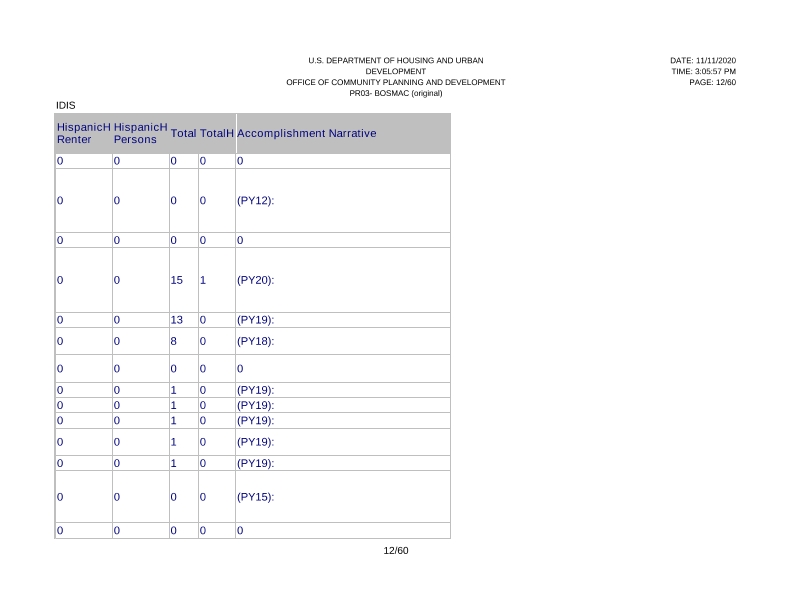 U.S. DEPARTMENT OF HOUSING AND URBAN
DEVELOPMENT
OFFICE OF COMMUNITY PLANNING AND DEVELOPMENT
PR03- BOSMAC (original)
DATE: 11/11/2020
TIME: 3:05:57 PM
PAGE: 12/60
IDIS
HispanicH Renter HispanicH Persons Total TotalH Accomplishment Narrative
0 0 0 0 0
0 0 0 0 (PY12):
0 0 0 0 0
0 0 15 1 (PY20):
0 0 13 0 (PY19):
0 0 8 0 (PY18):
0 0 0 0 0
0 0 1 0 (PY19):
0 0 1 0 (PY19):
0 0 1 0 (PY19):
0 0 1 0 (PY19):
0 0 1 0 (PY19):
0 0 0 0 (PY15):
0 0 0 0 0
12/60